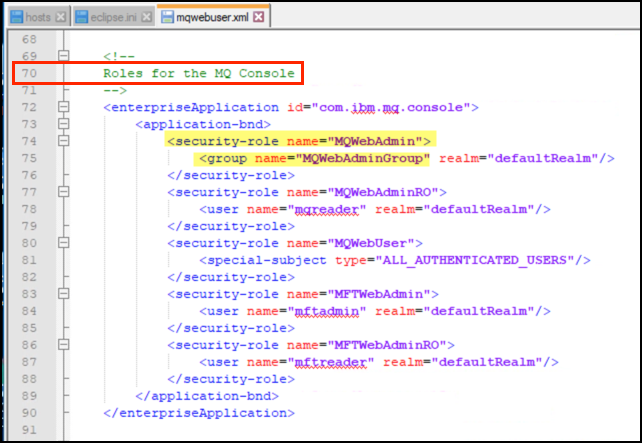 hosts eclipse.ini mqwebuser.xml
68
69 <!--
70 Roles for the MQ Console
71 -->
72 <enterpriseApplication id="com.ibm.mq.console">
73 <application-bnd>
74 <security-role name="MQWebAdmin">
75 <group name="MQWebAdminGroup" realm="defaultRealm"/>
76 </security-role>
77 <security-role name="MQWebAdminRO">
78 <user name="mqreader" realm="defaultRealm"/>
79 </security-role>
80 <security-role name="MQWebUser">
81 <special-subject type="ALL_AUTHENTICATED_USERS"/>
82 </security-role>
83 <security-role name="MFTWebAdmin">
84 <user name="mftadmin" realm="defaultRealm"/>
85 </security-role>
86 <security-role name="MFTWebAdminRO">
87 <user name="mftreader" realm="defaultRealm"/>
88 </security-role>
89 </application-bnd>
90 </enterpriseApplication>
91